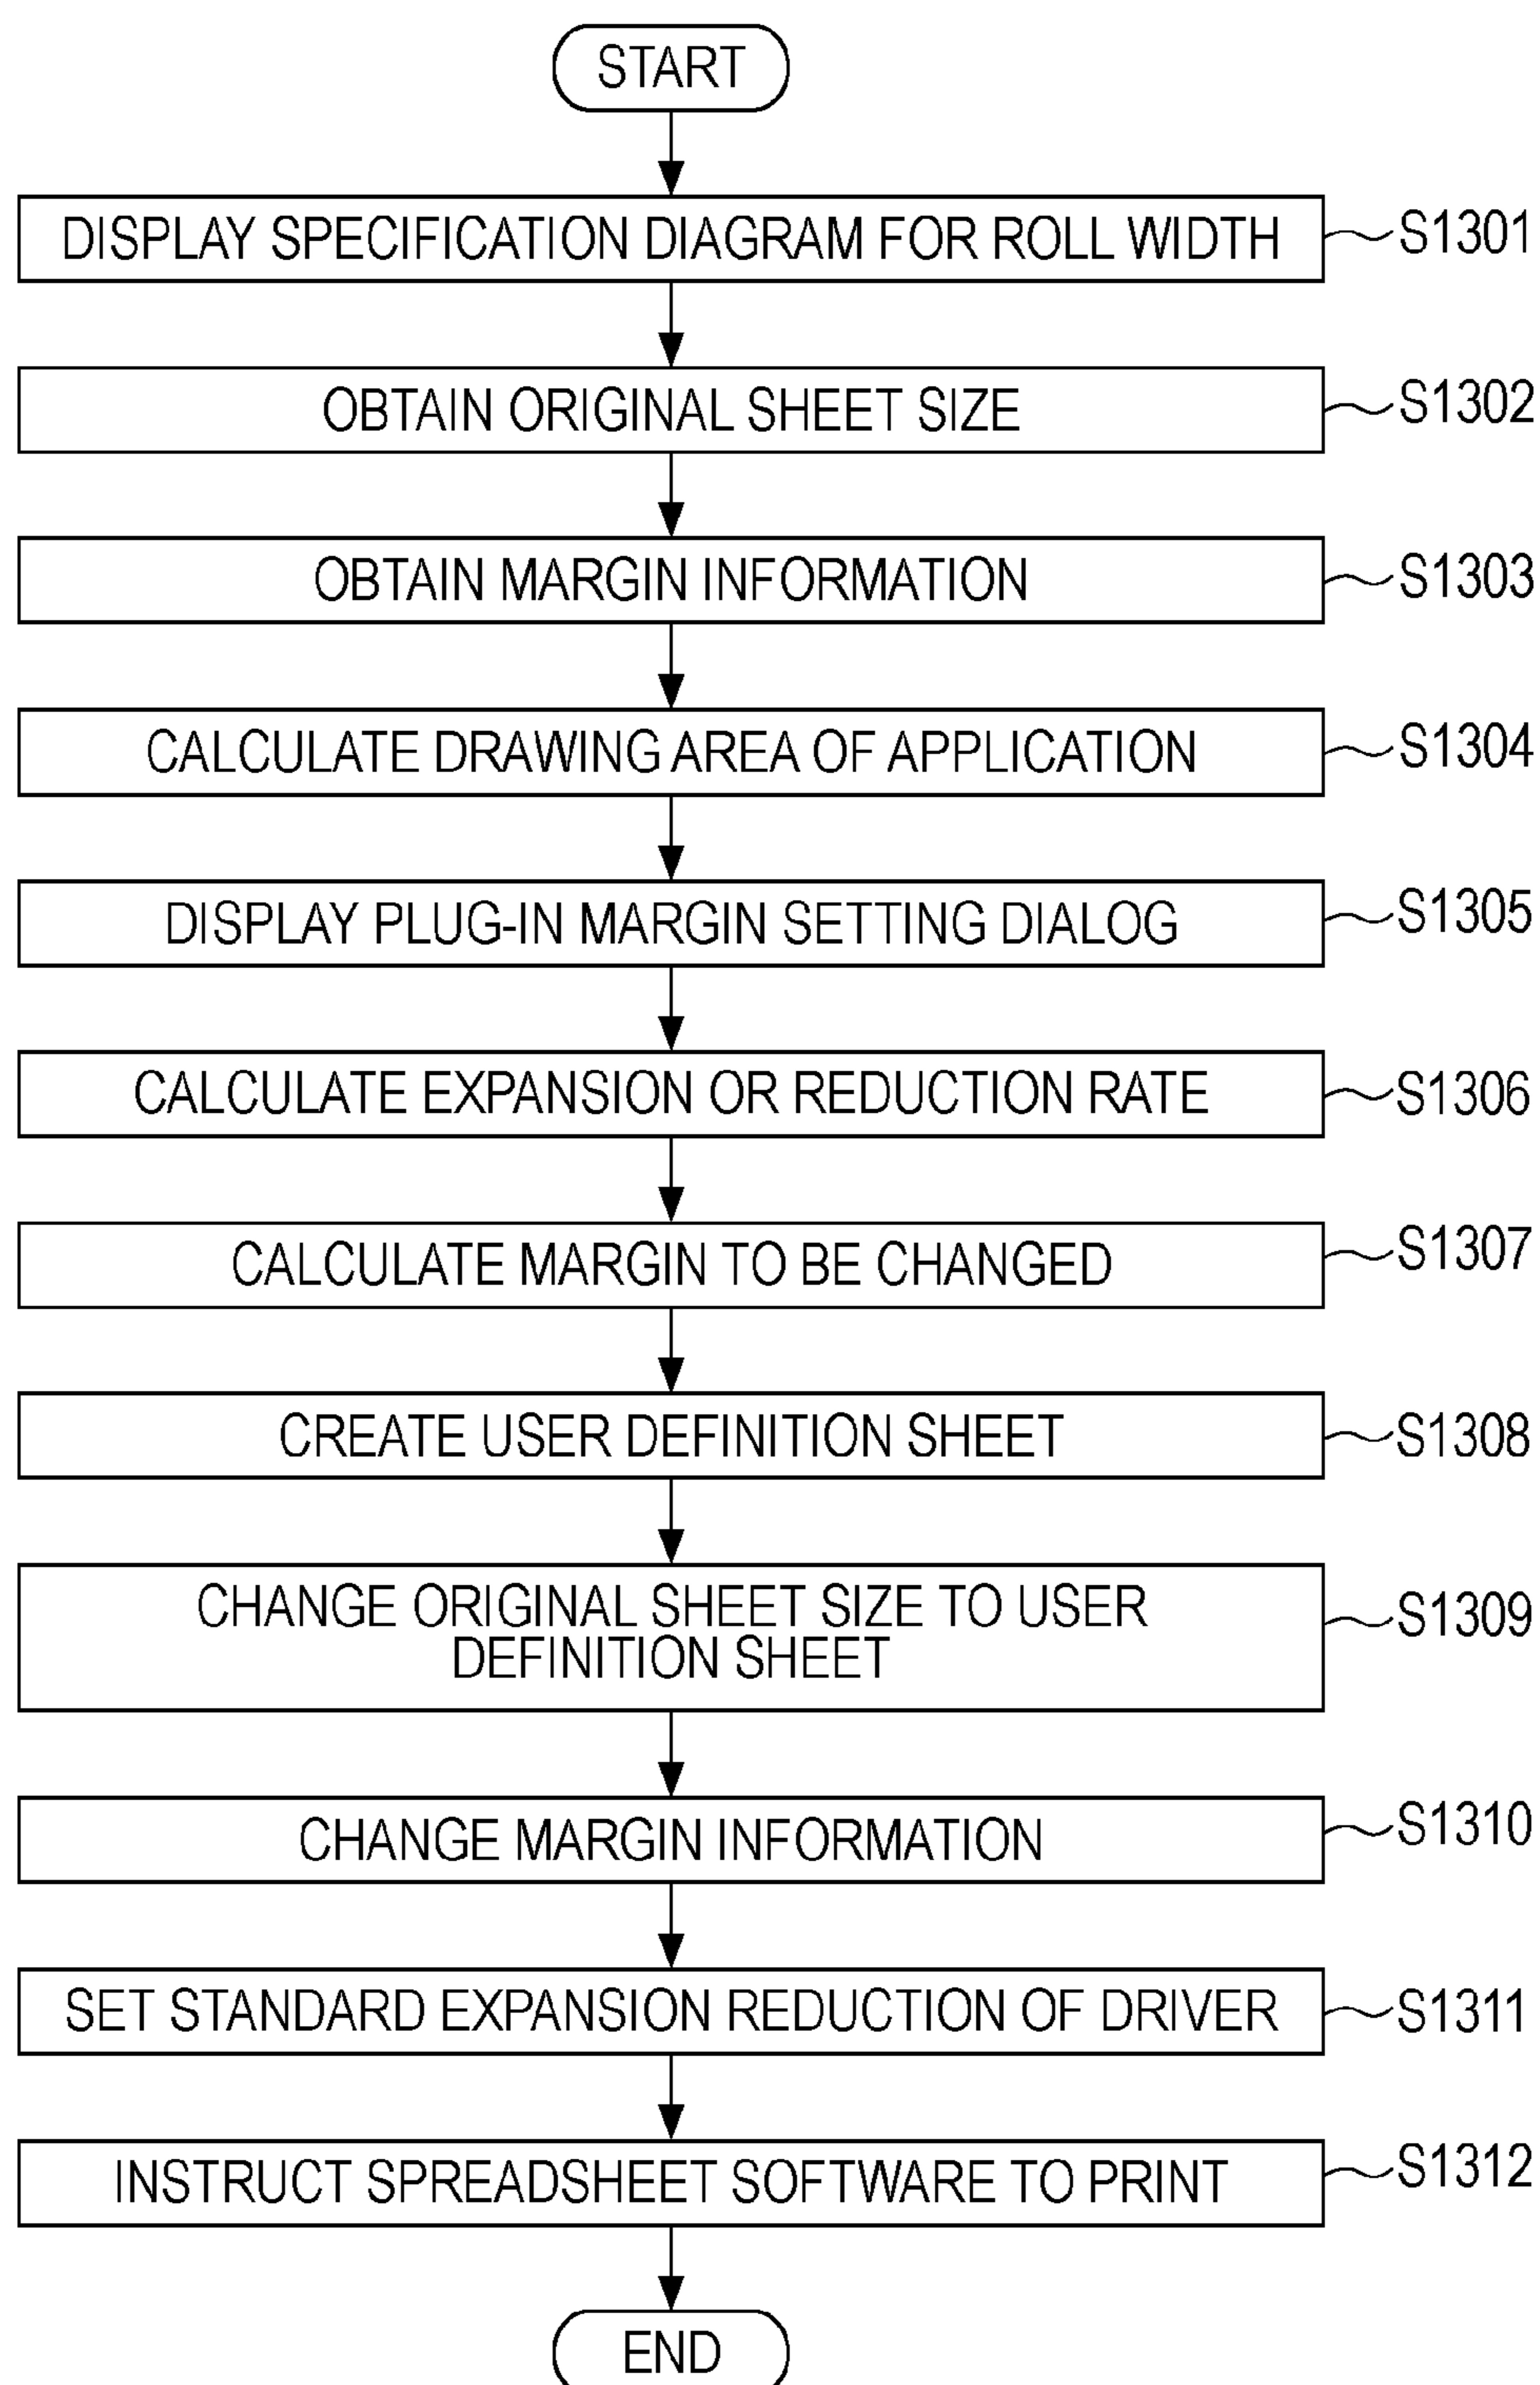 START
DISPLAY SPECIFICATION DIAGRAM FOR ROLL WIDTH S1301
OBTAIN ORIGINAL SHEET SIZE S1302
OBTAIN MARGIN INFORMATION S1303
CALCULATE DRAWING AREA OF APPLICATION S1304
DISPLAY PLUG-IN MARGIN SETTING DIALOG S1305
CALCULATE EXPANSION OR REDUCTION RATE S1306
CALCULATE MARGIN TO BE CHANGED S1307
CREATE USER DEFINITION SHEET S1308
CHANGE ORIGINAL SHEET SIZE TO USER S1309
DEFINITION SHEET
CHANGE MARGIN INFORMATION S1310
SET STANDARD EXPANSION REDUCTION OF DRIVER S1311
INSTRUCT SPREADSHEET SOFTWARE TO PRINT S1312
END